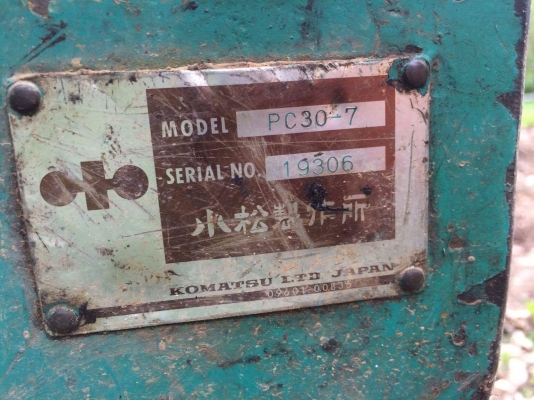 MODEL PC30-7
SERIAL NO. 19306
小松製作所
KOMATSU LTD JAPAN